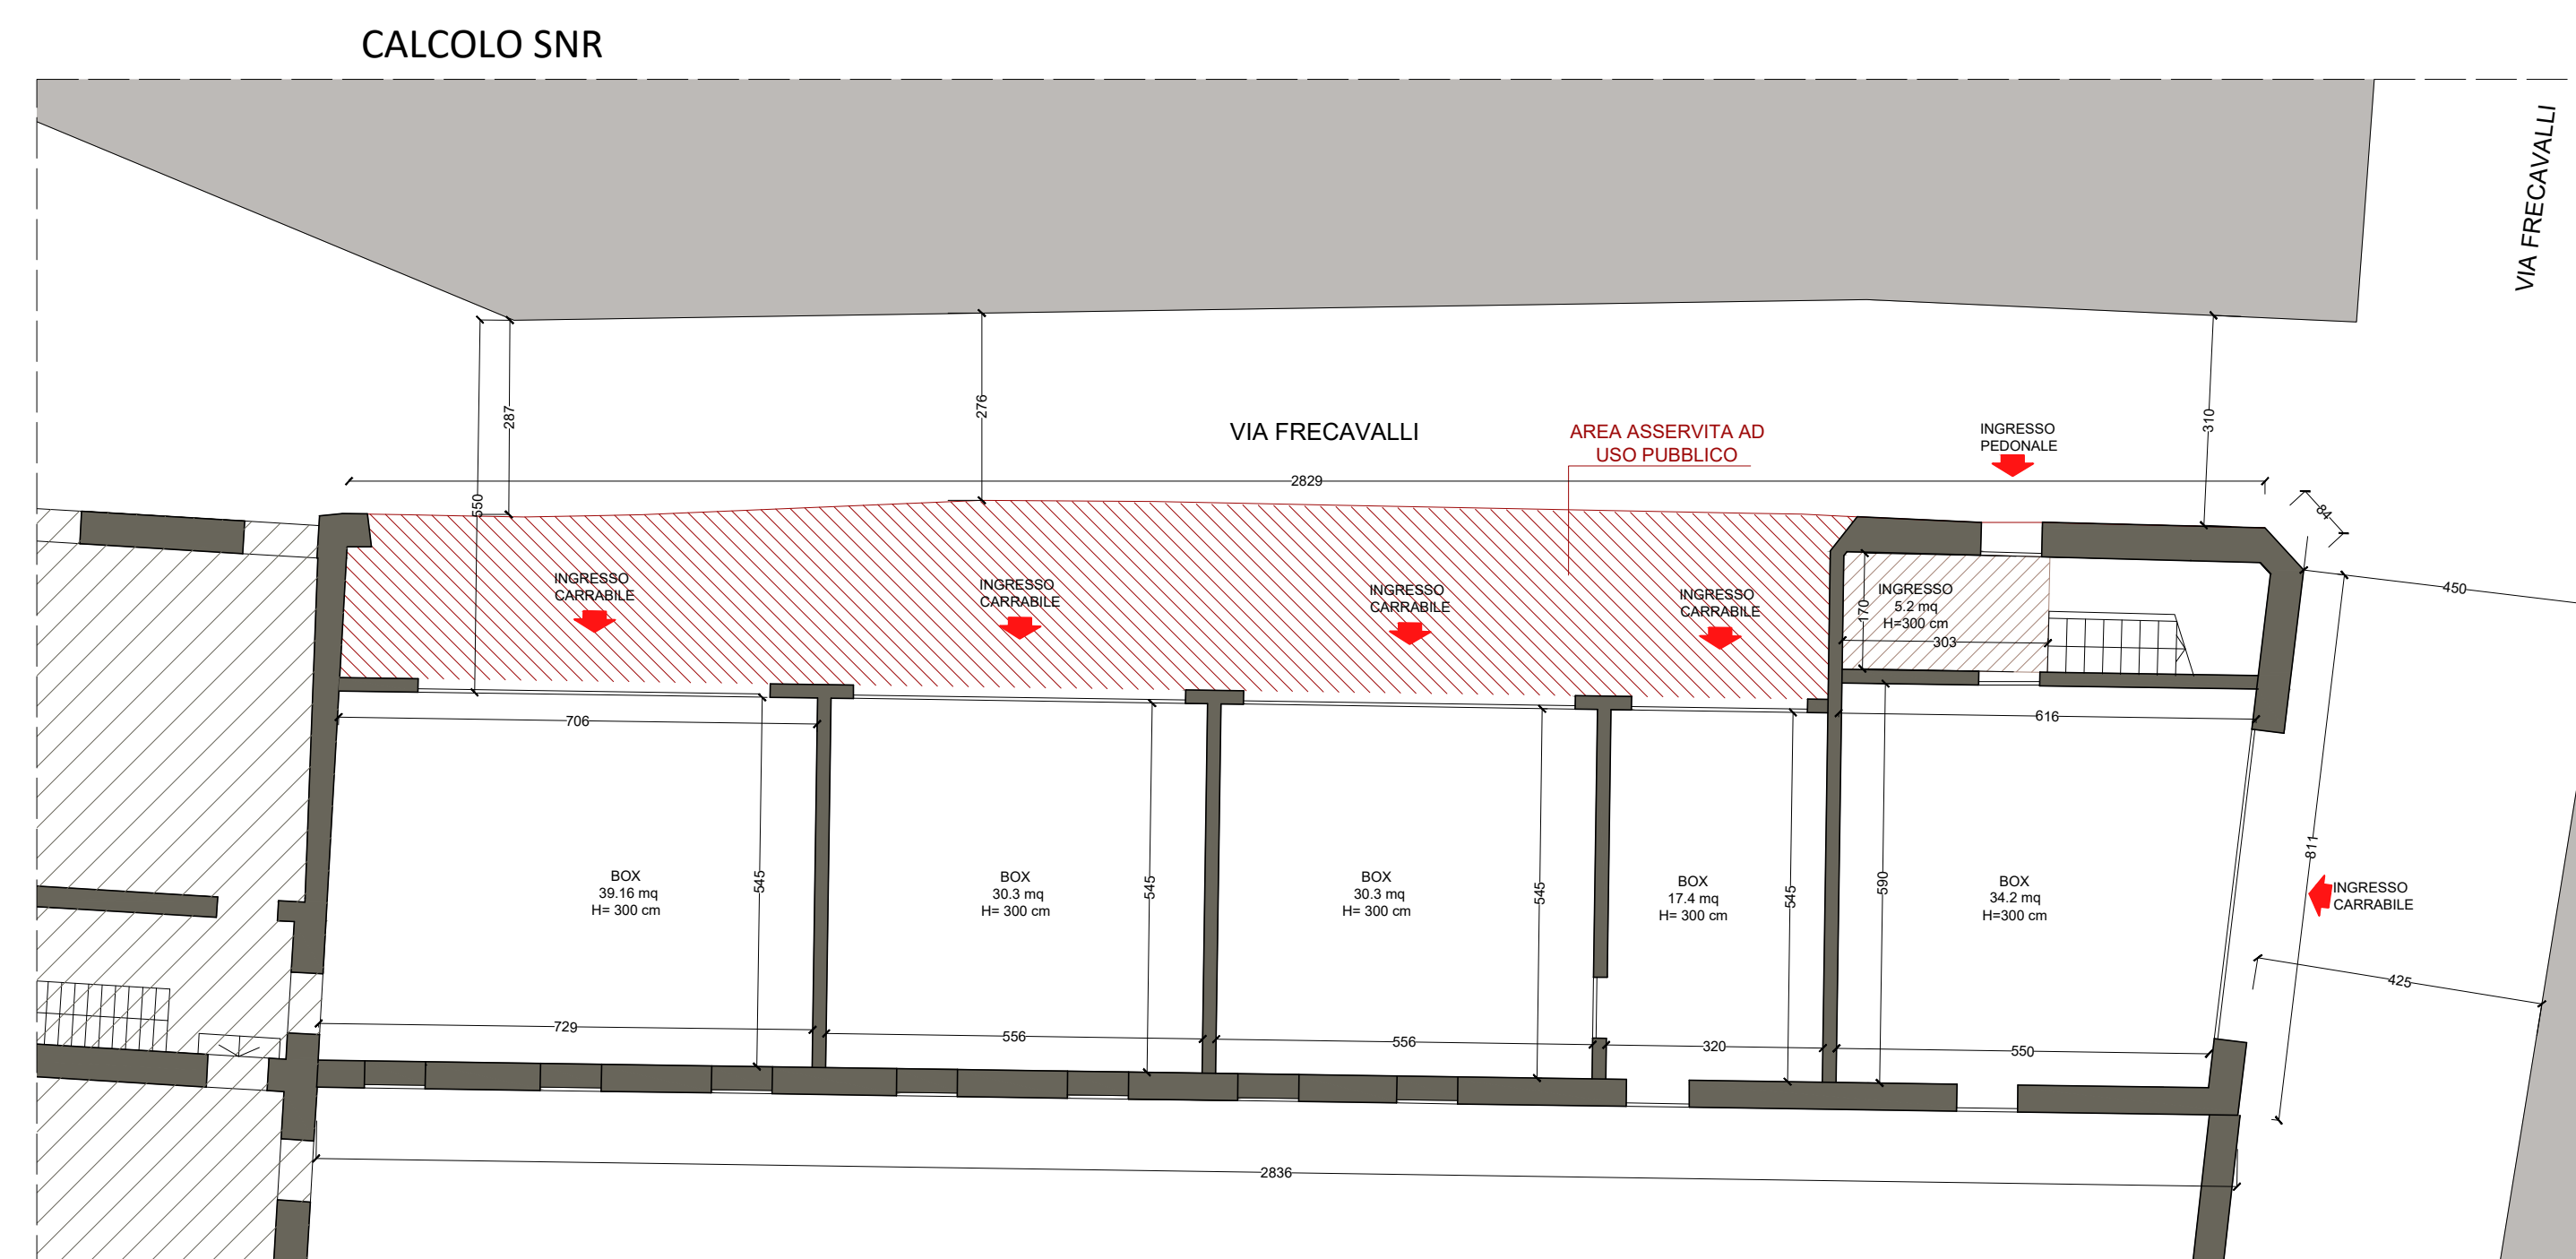 CALCOLO SNR
VIA FRECAVALLI
287
276
310
550
VIA FRECAVALLI
AREA ASSERVITA AD
USO PUBBLICO
INGRESSO
PEDONALE
2829
84
450
INGRESSO
CARRABILE
INGRESSO
CARRABILE
INGRESSO
CARRABILE
INGRESSO
CARRABILE
170
INGRESSO
5.2 mq
H=300 cm
303
706
616
811
BOX
39.16 mq
H= 300 cm
545
BOX
30.3 mq
H= 300 cm
545
BOX
30.3 mq
H= 300 cm
545
BOX
17.4 mq
H= 300 cm
545
590
BOX
34.2 mq
H=300 cm
INGRESSO
CARRABILE
425
729
556
556
320
550
2836